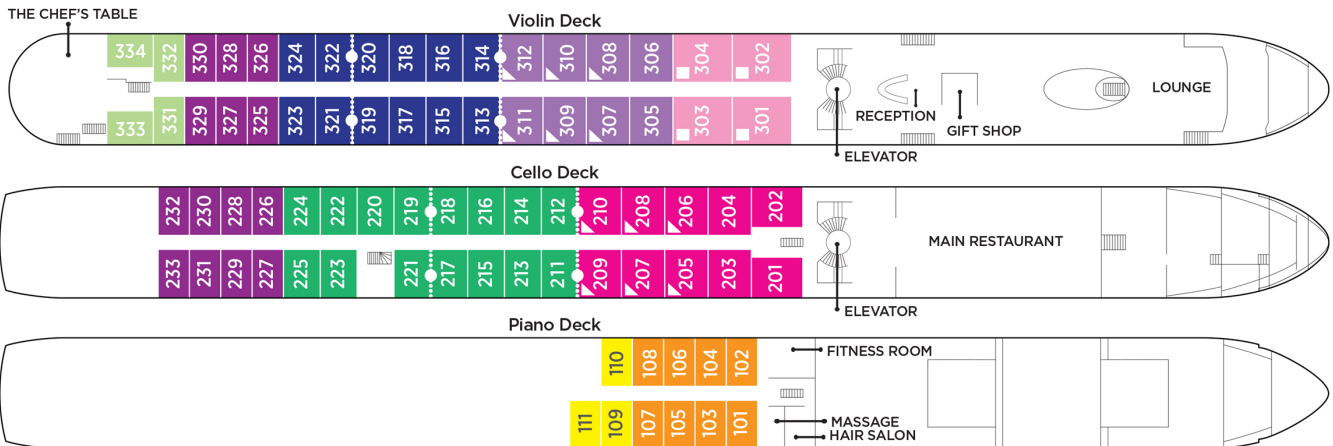 THE CHEF'S TABLE
Violin Deck
334 332 330 328 326 324 322 320 318 316 314 312 310 308 306 304 302
333 331 329 327 325 323 321 319 317 315 313 311 309 307 305 303 301
LOUNGE
RECEPTION
GIFT SHOP
ELEVATOR
Cello Deck
232 230 228 226 224 222 220 219 218 216 214 212 210 208 206 204 202
233 231 229 227 225 223 221 217 215 213 211 209 207 205 203 201
MAIN RESTAURANT
ELEVATOR
Piano Deck
110 108 106 104 102
111 109 107 105 103 101
FITNESS ROOM
MASSAGE
HAIR SALON